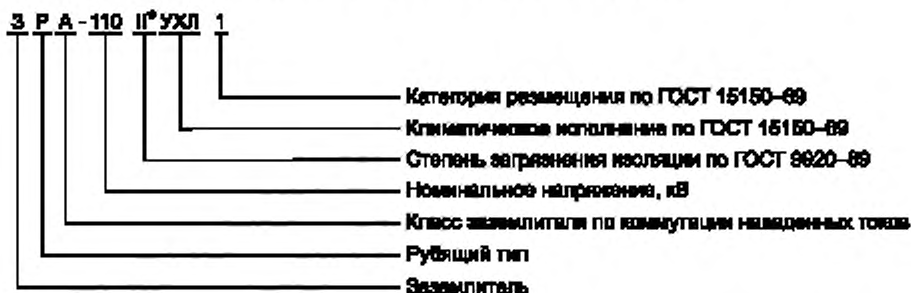 З Р А - 110 II* УХЛ 1
Категория размещения по ГОСТ 15150–69
Климатическое исполнение по ГОСТ 15150–69
Степень загрязнения изоляции по ГОСТ 9920–89
Номинальное напряжение, кВ
Класс заземлителя по коммутации наведенных токов
Рубящий тип
Заземлитель